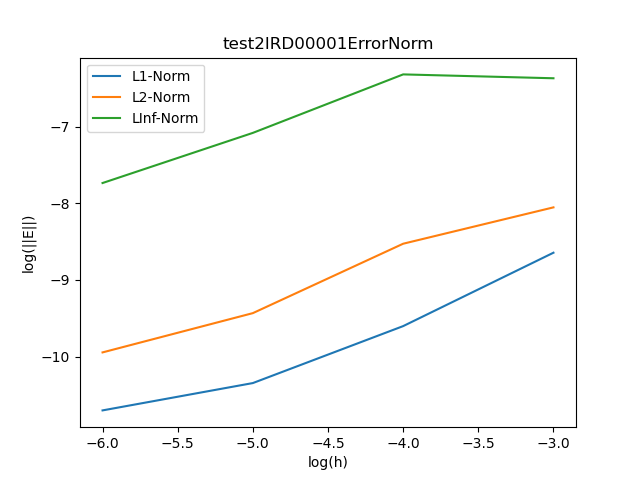 test2IRD00001ErrorNorm
L1-Norm
L2-Norm
LInf-Norm
log(||E||)
−7
−8
−9
−10
−6.0 −5.5 −5.0 −4.5 −4.0 −3.5 −3.0
log(h)